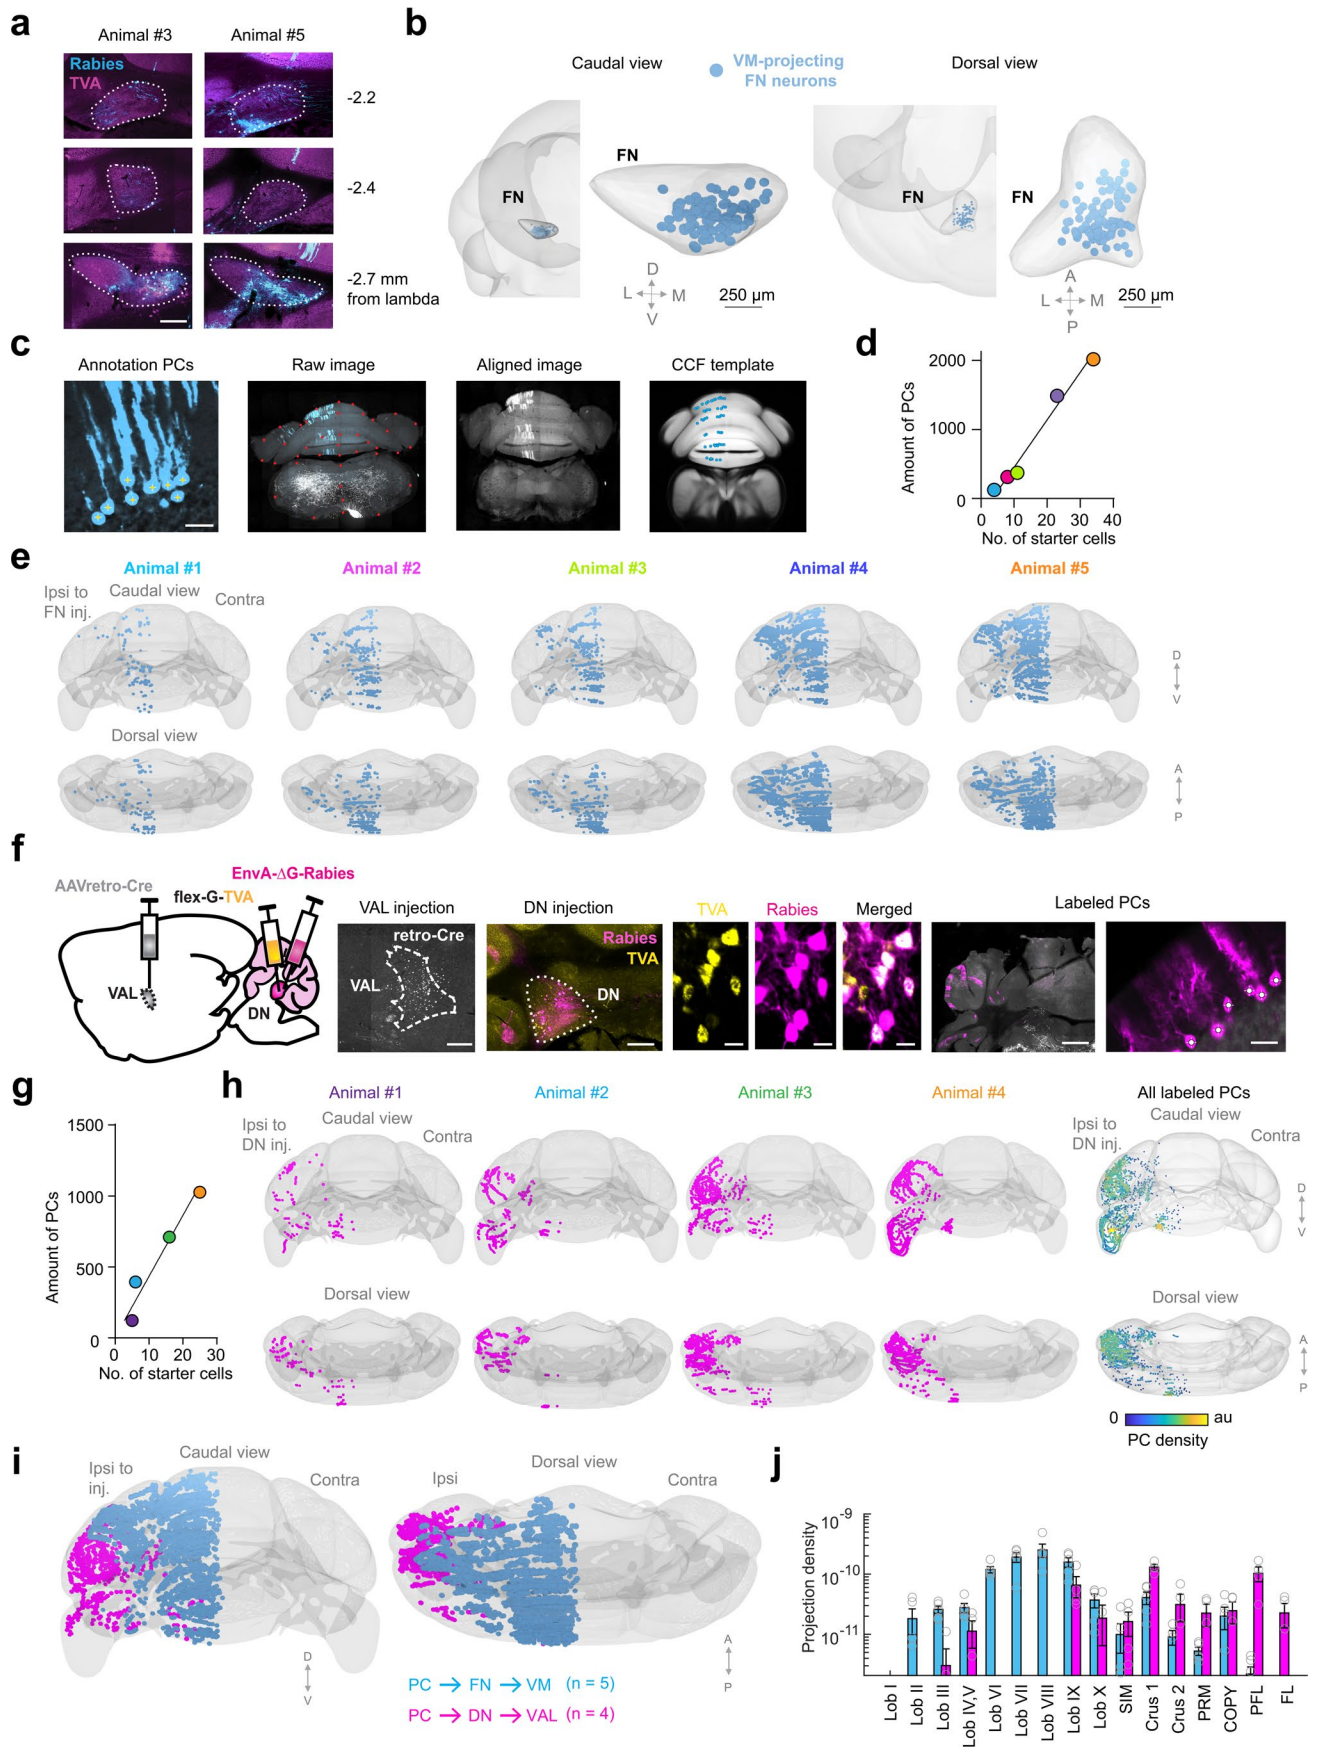 a
Animal #3
Animal #5
Rabies
TVA
-2.2
-2.4
-2.7 mm
from lambda
b
Caudal view
VM-projecting
FN neurons
Dorsal view
FN
FN
D
L
M
V
250 µm
FN
FN
A
L
M
P
250 µm
c
Annotation PCs
Raw image
Aligned image
CCF template
d
Amount of PCs
2000
1000
0
0 10 20 30 40
No. of starter cells
e
Animal #1
Animal #2
Animal #3
Animal #4
Animal #5
Ipsi to
FN inj.
Caudal view
Contra
D
V
Dorsal view
A
P
f
AAVretro-Cre
flex-G-TVA
EnvA-ΔG-Rabies
VAL
DN
VAL injection
retro-Cre
VAL
DN injection
Rabies
TVA
DN
TVA
Rabies
Merged
Labeled PCs
g
Amount of PCs
1500
1000
500
0
0 10 20 30
No. of starter cells
h
Animal #1
Animal #2
Animal #3
Animal #4
All labeled PCs
Ipsi to
DN inj.
Caudal view
Contra
Ipsi to
DN inj.
Caudal view
Contra
D
V
Dorsal view
Dorsal view
A
P
0
au
PC density
i
Caudal view
Ipsi to
inj.
Contra
D
V
Dorsal view
Ipsi
Contra
A
P
PC → FN → VM (n = 5)
PC → DN → VAL (n = 4)
j
Projection density
10-9
10-10
10-11
Lob I
Lob II
Lob III
Lob IV,V
Lob VI
Lob VII
Lob VIII
Lob IX
Lob X
SIM
Crus 1
Crus 2
PRM
COPY
PFL
FL